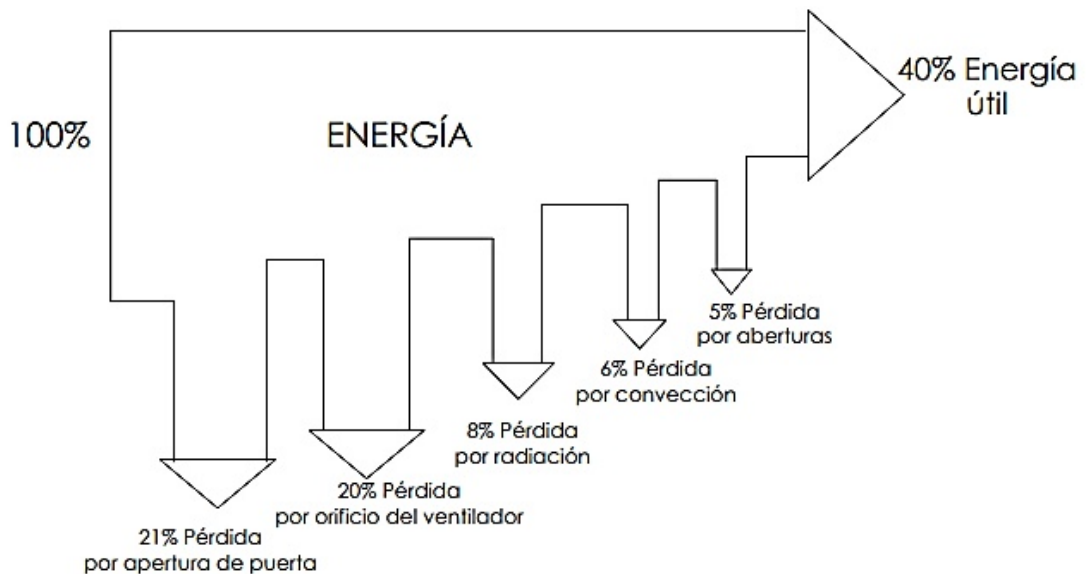 100%
ENERGÍA
40% Energía
útil
21% Pérdida
por apertura de puerta
20% Pérdida
por orificio del ventilador
8% Pérdida
por radiación
6% Pérdida
por convección
5% Pérdida
por aberturas